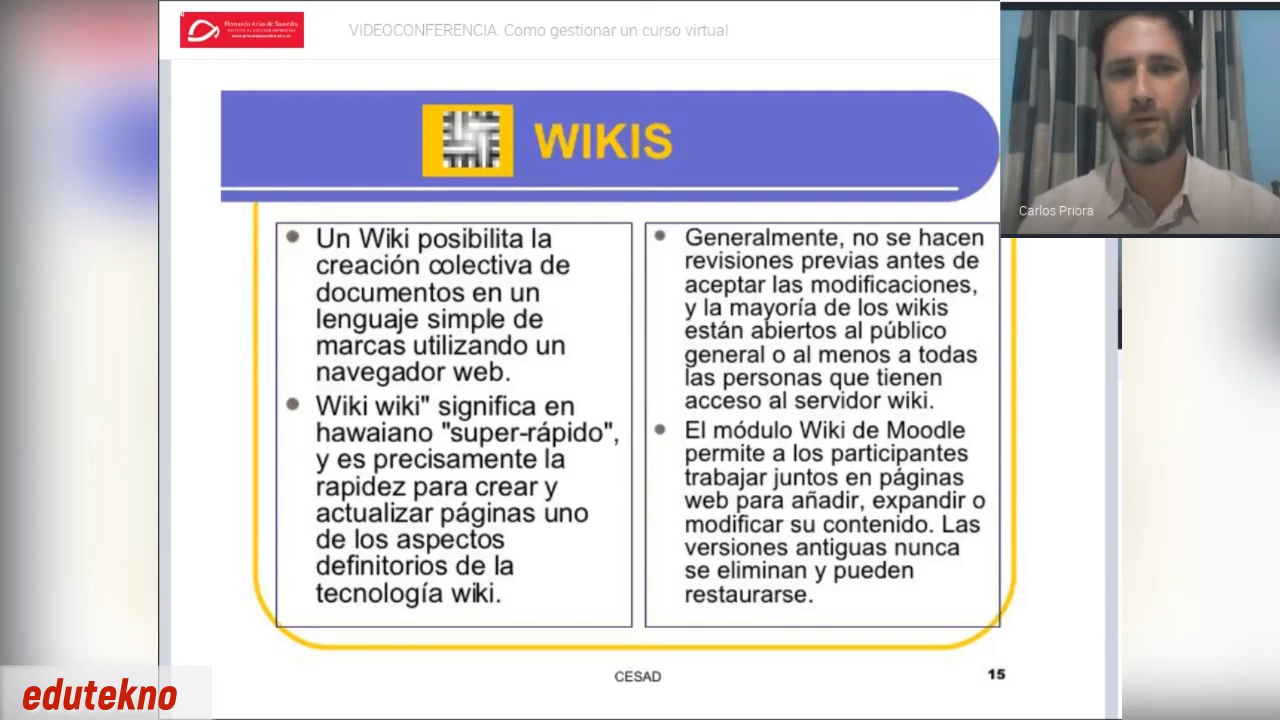 Hernando Arias de Saavedra
VIDEOCONFERENCIA: Como gestionar un curso virtual
WIKIS
Carlos Priora
Un Wiki posibilita la
creación colectiva de
documentos en un
lenguaje simple de
marcas utilizando un
navegador web.
Wiki wiki" significa en
hawaiano "super-rápido",
y es precisamente la
rapidez para crear y
actualizar páginas uno
de los aspectos
definitorios de la
tecnología wiki.
Generalmente, no se hacen
revisiones previas antes de
aceptar las modificaciones,
y la mayoría de los wikis
están abiertos al público
general o al menos a todas
las personas que tienen
acceso al servidor wiki.
El módulo Wiki de Moodle
permite a los participantes
trabajar juntos en páginas
web para añadir, expandir o
modificar su contenido. Las
versiones antiguas nunca
se eliminan y pueden
restaurarse.
CESAD
15
edutekno